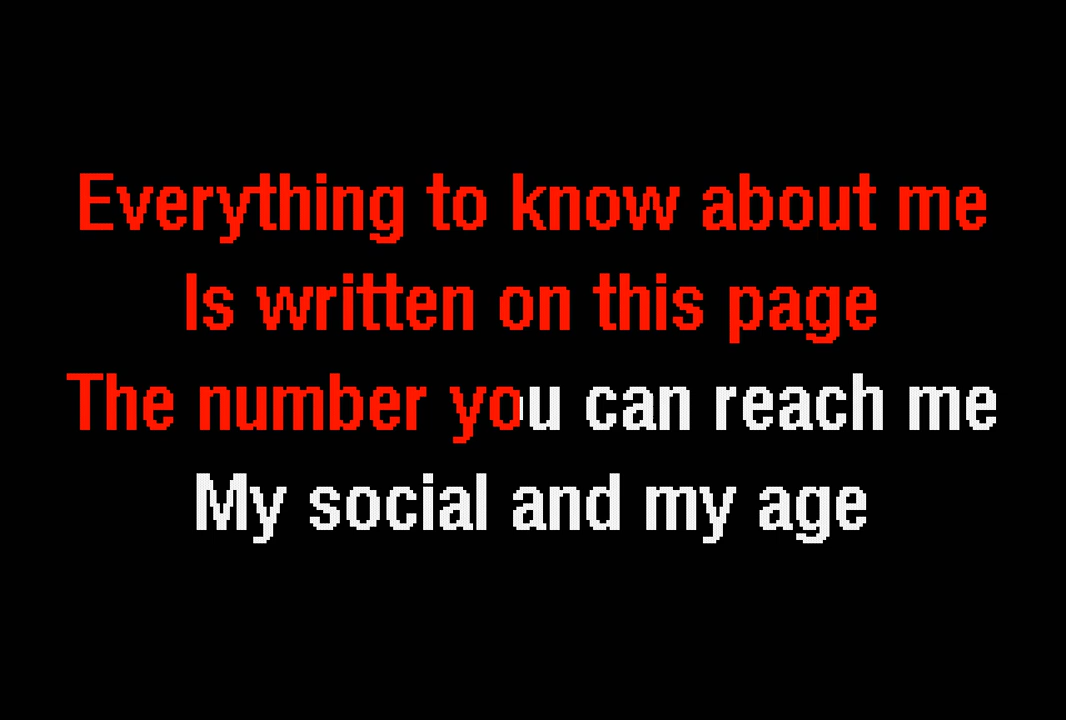 Everything to know about me
Is written on this page
The number you can reach me
My social and my age